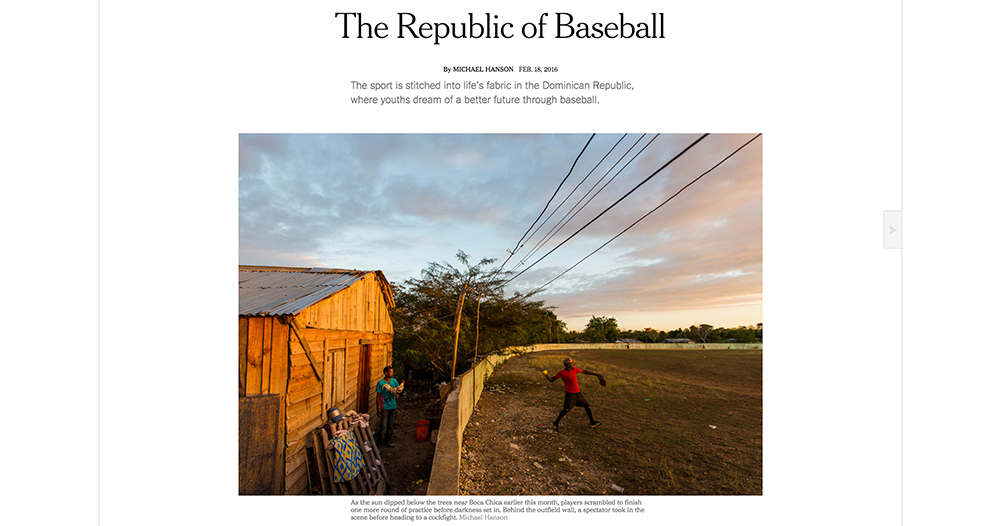 The Republic of Baseball
By MICHAEL HANSON FEB. 18, 2016
The sport is stitched into life's fabric in the Dominican Republic,
where youths dream of a better future through baseball.
As the sun dipped below the trees near Boca Chica earlier this month, players scrambled to finish
one more round of practice before darkness set in. Behind the outfield wall, a spectator took in the
scene before heading to a cockfight. Michael Hanson